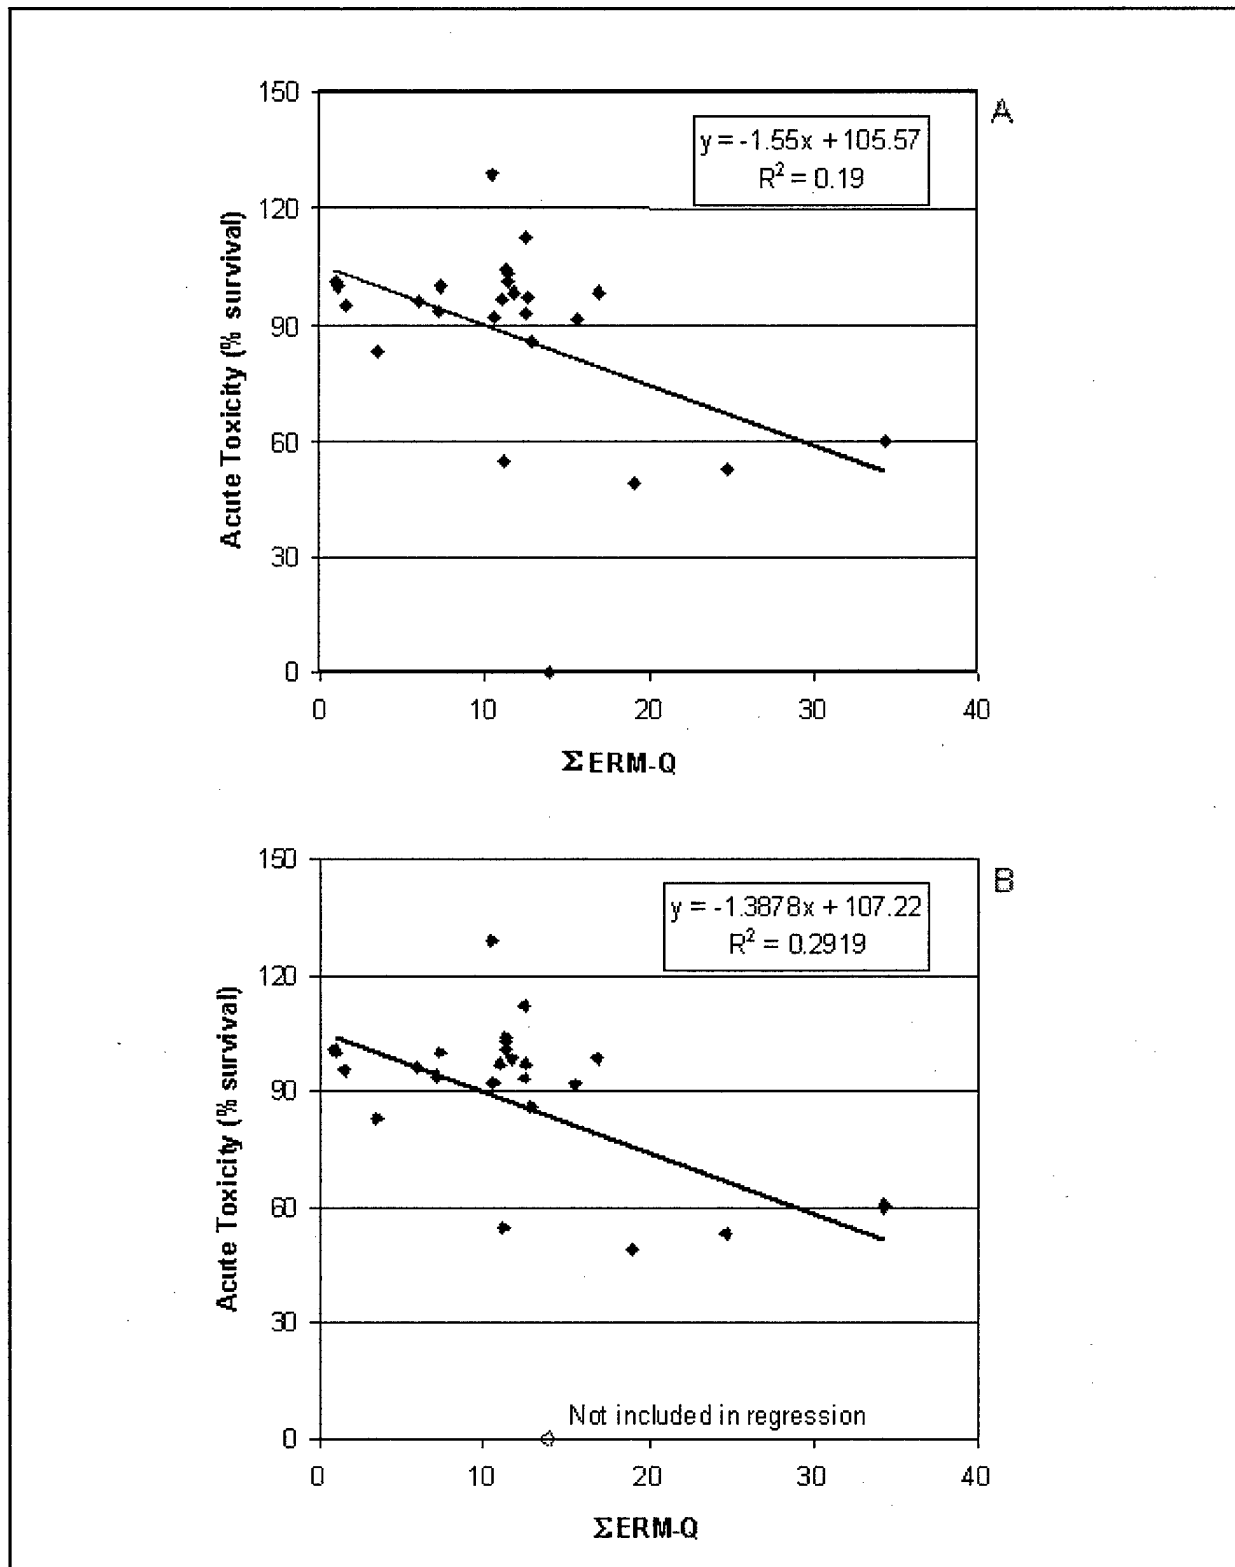 A
y = -1.55x + 105.57
R² = 0.19
150
120
90
60
30
0
Acute Toxicity (% survival)
0 10 20 30 40
ΣERM-Q
B
y = -1.3878x + 107.22
R² = 0.2919
150
120
90
60
30
0
Acute Toxicity (% survival)
Not included in regression
0 10 20 30 40
ΣERM-Q